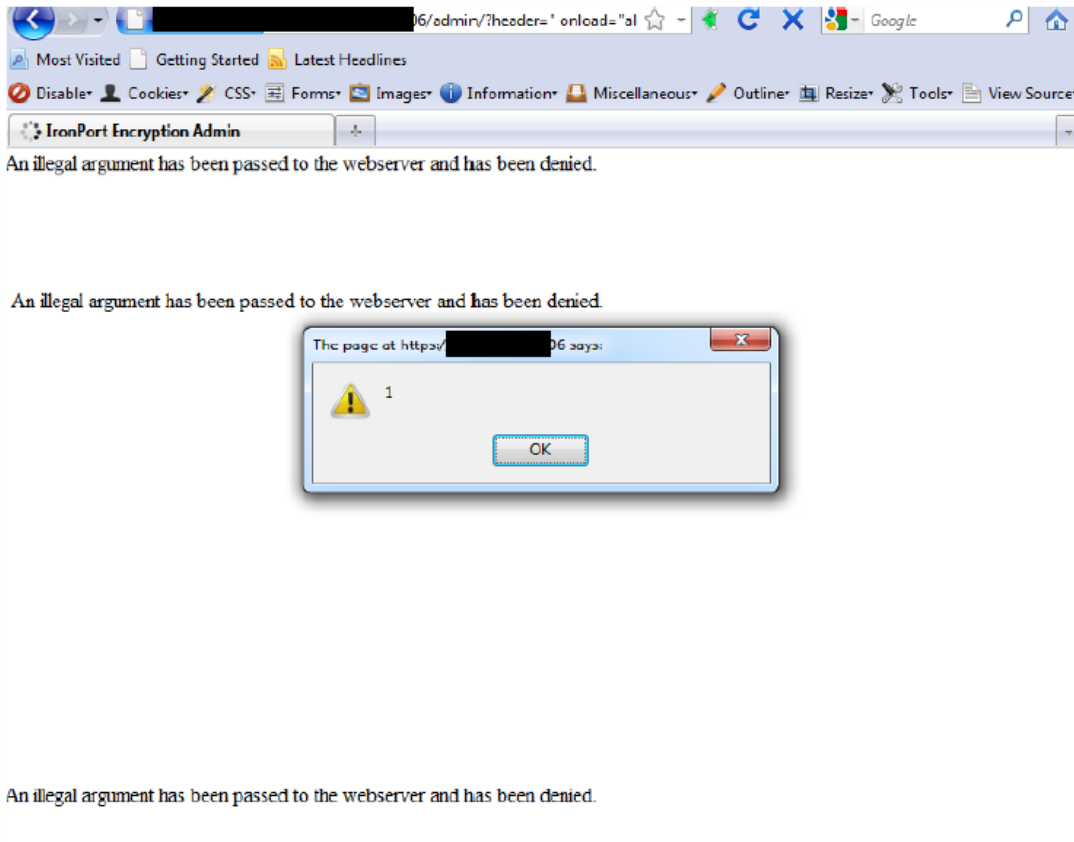 06/admin/?header=" onload="al
Google
Most Visited Getting Started Latest Headlines
Disable Cookies CSS Forms Images Information Miscellaneous Outline Resize Tools View Source
IronPort Encryption Admin
An illegal argument has been passed to the webserver and has been denied.
An illegal argument has been passed to the webserver and has been denied.
The page at https:/ 06 says:
1
OK
An illegal argument has been passed to the webserver and has been denied.